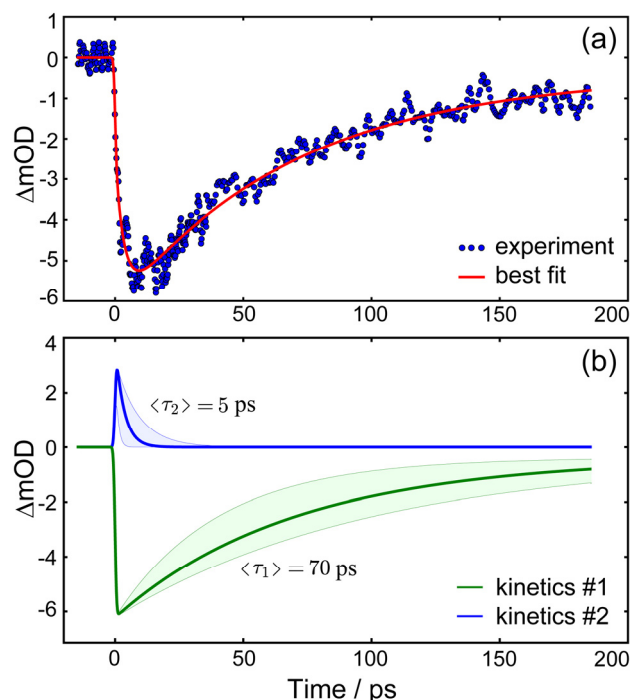 (a)
1
0
-1
-2
-3
-4
-5
-6
ΔmOD
experiment
best fit
0 50 100 150 200
(b)
4
2
0
-2
-4
-6
ΔmOD
<τ₂> = 5 ps
<τ₁> = 70 ps
kinetics #1
kinetics #2
0 50 100 150 200
Time / ps